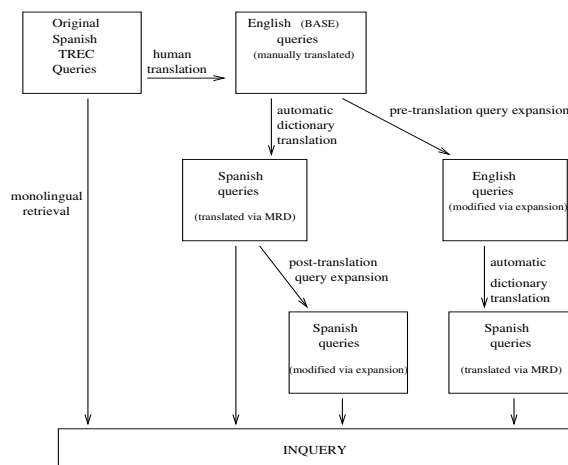 Original
Spanish
TREC
Queries
human
translation
English (BASE)
queries
(manually translated)
automatic
dictionary
translation
pre-translation query expansion
monolingual
retrieval
Spanish
queries
(translated via MRD)
English
queries
(modified via expansion)
post-translation
query expansion
automatic
dictionary
translation
Spanish
queries
(modified via expansion)
Spanish
queries
(translated via MRD)
INQUERY